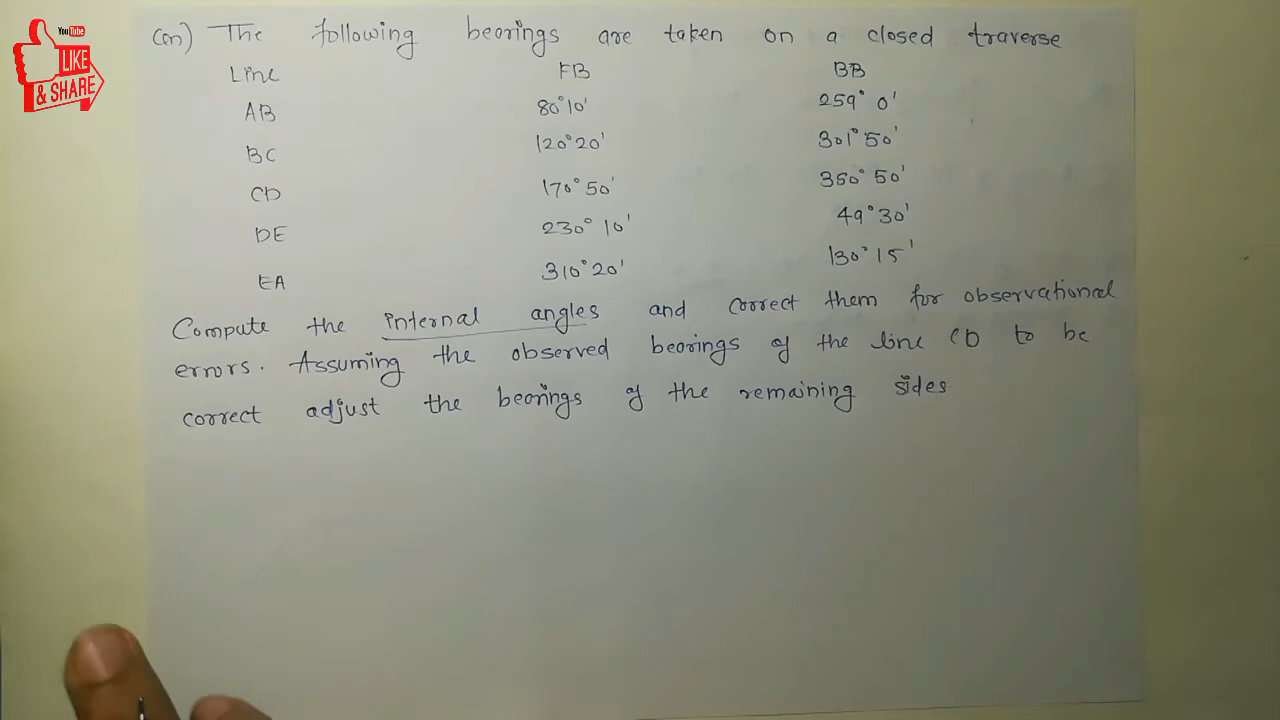 YouTube
LIKE
& SHARE
(m) The following bearings are taken on a closed traverse
Line FB BB
AB 80°10' 259° 0'
BC 120°20' 301°50'
CD 170°50' 350°50'
DE 230°10' 49°30'
EA 310°20' 130°15'
Compute the internal angles and correct them for observational
errors. Assuming the observed bearings of the line CD to be
correct adjust the bearings of the remaining sides